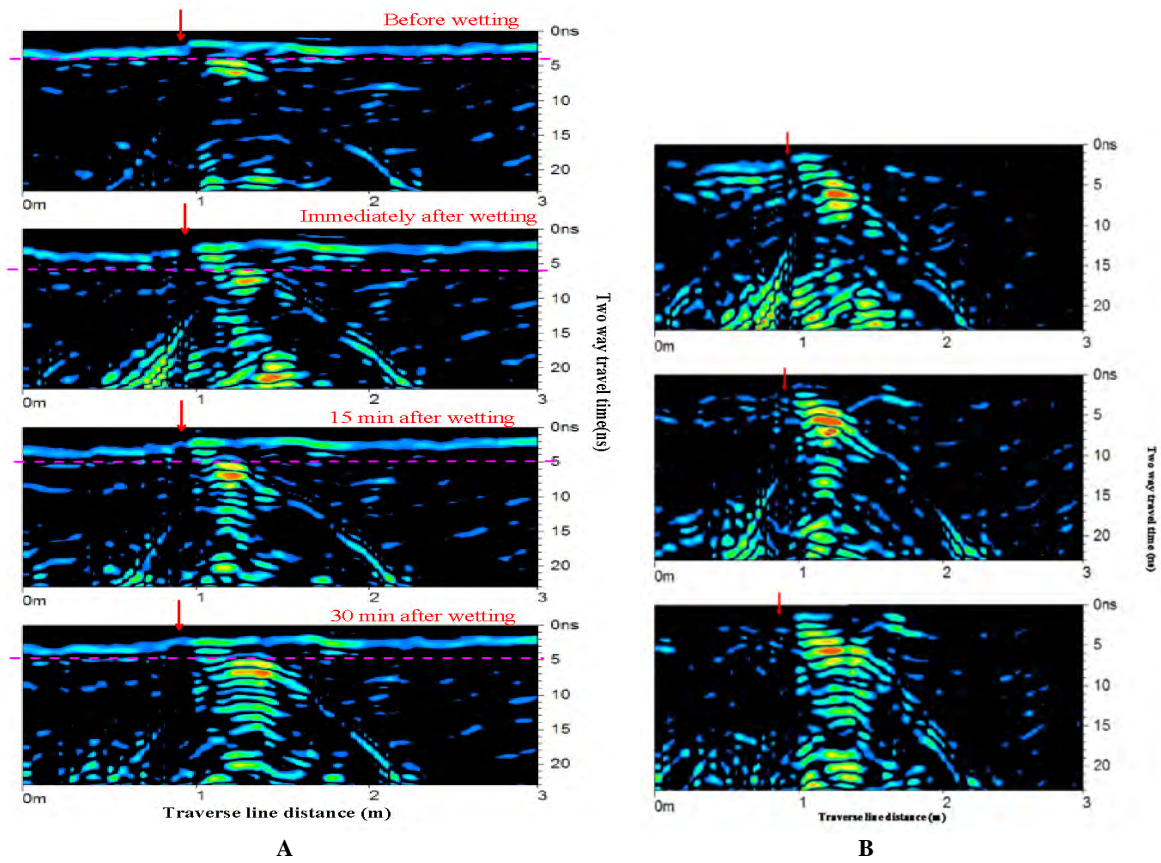 Before wetting
0ns
5
10
15
20
0m
1
2
3
Immediately after wetting
0ns
5
10
15
20
0m
1
2
3
15 min after wetting
0ns
5
10
15
20
0m
1
2
3
30 min after wetting
0ns
5
10
15
20
0m
1
2
3
Traverse line distance (m)
Two way travel time(ns)
A
0ns
5
10
15
20
0m
1
2
3
0ns
5
10
15
20
0m
1
2
3
0ns
5
10
15
20
0m
1
2
3
Traverse line distance (m)
Two way travel time (ns)
B